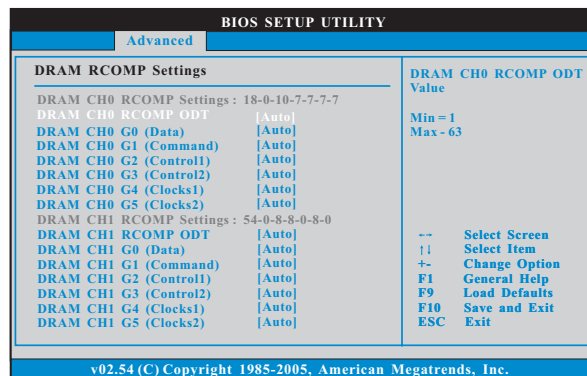 BIOS SETUP UTILITY
Advanced
DRAM RCOMP Settings
DRAM CH0 RCOMP Settings : 18-0-10-7-7-7-7
DRAM CH0 RCOMP ODT [Auto]
DRAM CH0 G0 (Data) [Auto]
DRAM CH0 G1 (Command) [Auto]
DRAM CH0 G2 (Control1) [Auto]
DRAM CH0 G3 (Control2) [Auto]
DRAM CH0 G4 (Clocks1) [Auto]
DRAM CH0 G5 (Clocks2) [Auto]
DRAM CH1 RCOMP Settings : 54-0-8-8-0-8-0
DRAM CH1 RCOMP ODT [Auto]
DRAM CH1 G0 (Data) [Auto]
DRAM CH1 G1 (Command) [Auto]
DRAM CH1 G2 (Control1) [Auto]
DRAM CH1 G3 (Control2) [Auto]
DRAM CH1 G4 (Clocks1) [Auto]
DRAM CH1 G5 (Clocks2) [Auto]
DRAM CH0 RCOMP ODT
Value
Min = 1
Max - 63
←→ Select Screen
↑↓ Select Item
+- Change Option
F1 General Help
F9 Load Defaults
F10 Save and Exit
ESC Exit
v02.54 (C) Copyright 1985-2005, American Megatrends, Inc.